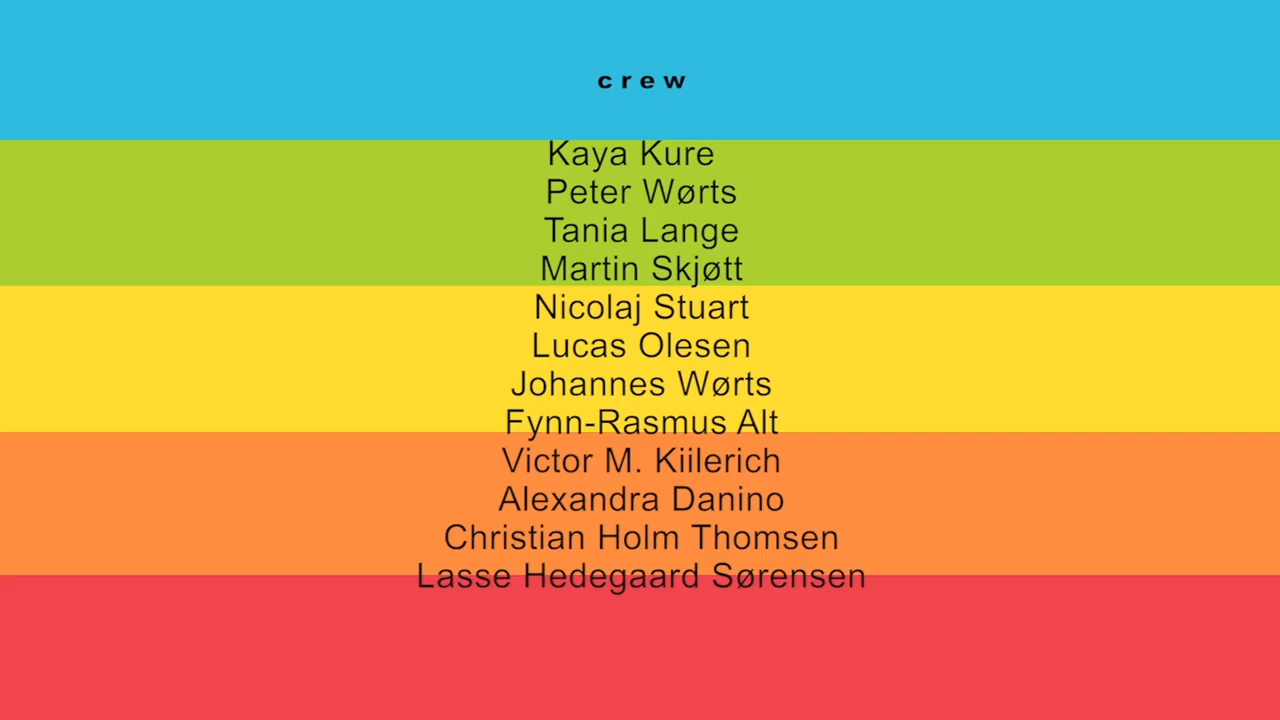 crew
Kaya Kure
Peter Wørts
Tania Lange
Martin Skjøtt
Nicolaj Stuart
Lucas Olesen
Johannes Wørts
Fynn-Rasmus Alt
Victor M. Kiilerich
Alexandra Danino
Christian Holm Thomsen
Lasse Hedegaard Sørensen